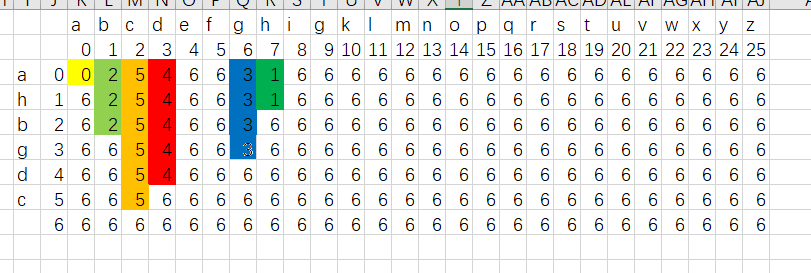 a b c d e f g h i g k l m n o p q r s t u v w x y z
0 1 2 3 4 5 6 7 8 9 10 11 12 13 14 15 16 17 18 19 20 21 22 23 24 25
a 0 0 2 5 4 6 6 3 1 6 6 6 6 6 6 6 6 6 6 6 6 6 6 6 6 6 6
h 1 6 2 5 4 6 6 3 1 6 6 6 6 6 6 6 6 6 6 6 6 6 6 6 6 6 6
b 2 6 2 5 4 6 6 3 6 6 6 6 6 6 6 6 6 6 6 6 6 6 6 6 6 6 6
g 3 6 6 5 4 6 6 3 6 6 6 6 6 6 6 6 6 6 6 6 6 6 6 6 6 6 6
d 4 6 6 5 4 6 6 6 6 6 6 6 6 6 6 6 6 6 6 6 6 6 6 6 6 6 6
c 5 6 6 5 6 6 6 6 6 6 6 6 6 6 6 6 6 6 6 6 6 6 6 6 6 6 6
6 6 6 6 6 6 6 6 6 6 6 6 6 6 6 6 6 6 6 6 6 6 6 6 6 6 6